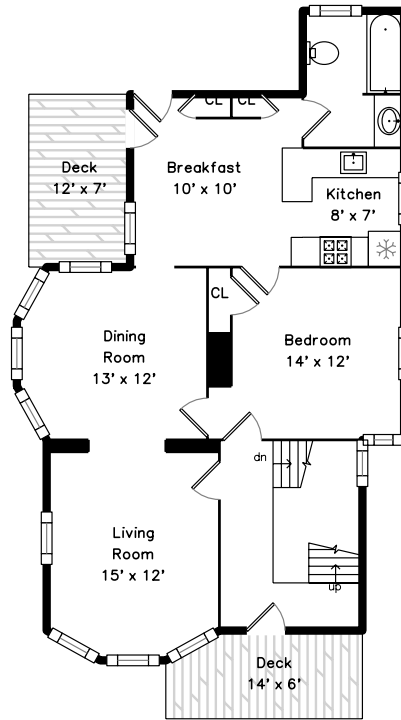 CL CL
Deck
12' x 7'
Breakfast
10' x 10'
Kitchen
8' x 7'
CL
Dining
Room
13' x 12'
Bedroom
14' x 12'
dn
Living
Room
15' x 12'
up
Deck
14' x 6'